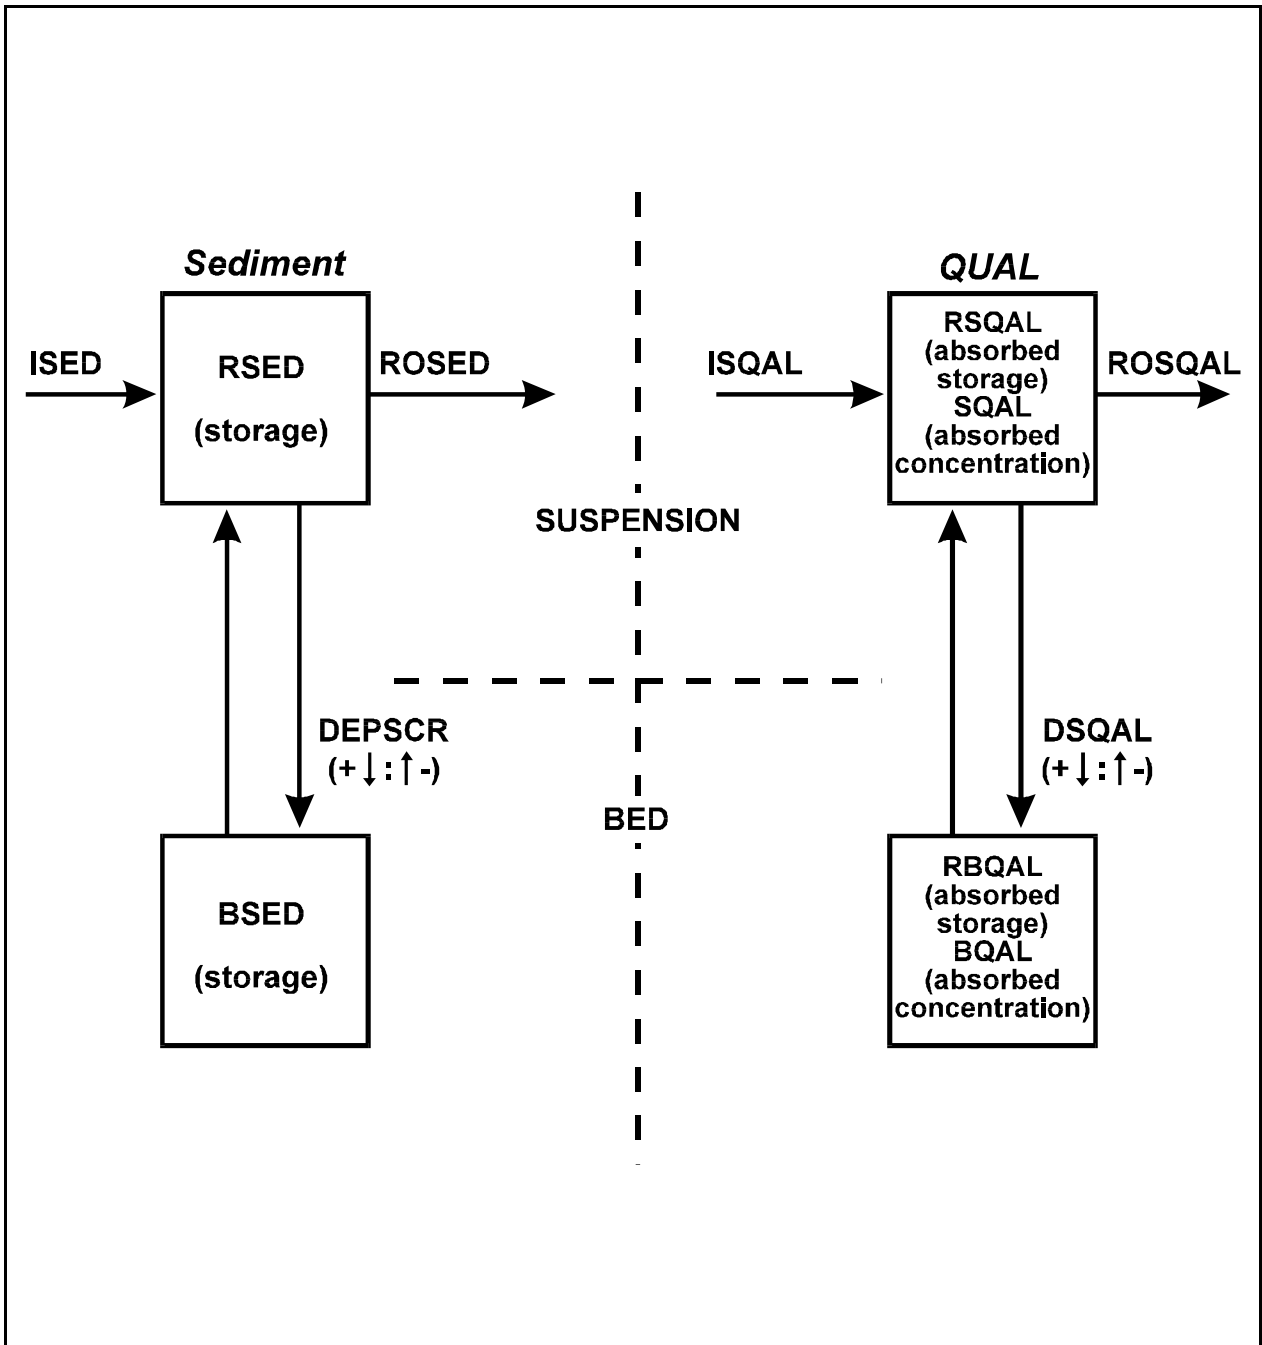 Sediment
ISED
RSED
(storage)
ROSED
QUAL
ISQAL
RSQAL
(absorbed
storage)
SQAL
(absorbed
concentration)
ROSQAL
SUSPENSION
DEPSCR
(+↓:↑-)
DSQAL
(+↓:↑-)
BED
BSED
(storage)
RBQAL
(absorbed
storage)
BQAL
(absorbed
concentration)